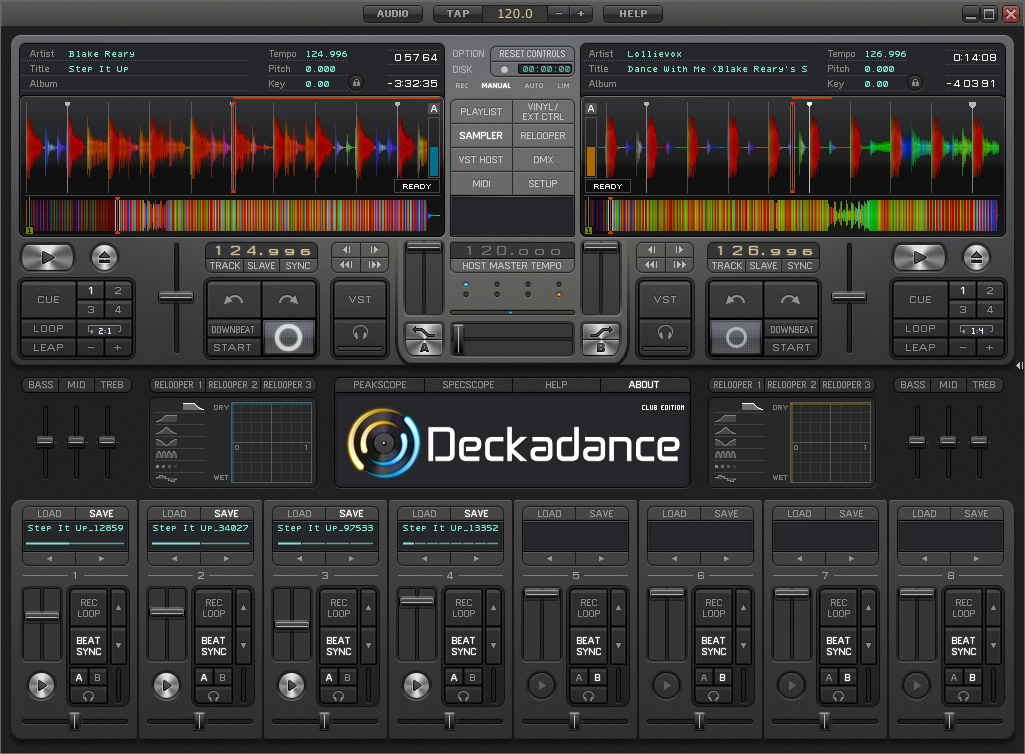 AUDIO TAP 120.0 - + HELP
Artist Blake Reary Tempo 124.996 0:57:64
Title Step It Up Pitch 0.000
Album Key 0.00 -3:32:35
A
READY
1
OPTION RESET CONTROLS
DISK 00:00:00
REC MANUAL AUTO LIM
PLAYLIST VINYL/ EXT CTRL
SAMPLER RELOOPER
VST HOST DMX
MIDI SETUP
Artist Lollievox Tempo 126.996 0:14:08
Title Dance With Me (Blake Reary's S Pitch 0.000
Album Key 0.00 -4:03:91
A
READY
1
124.996
TRACK SLAVE SYNC
CUE 1 2
3 4
LOOP 2:1
LEAP - +
DOWNBEAT
START
VST
120.000
HOST MASTER TEMPO
A B
VST
126.996
TRACK SLAVE SYNC
DOWNBEAT
START
CUE 1 2
3 4
LOOP 1:4
LEAP - +
BASS MID TREB
RELOOPER 1 RELOOPER 2 RELOOPER 3
DRY
0 1
WET
PEAKSCOPE SPECSCOPE HELP ABOUT
CLUB EDITION
Deckadance
RELOOPER 1 RELOOPER 2 RELOOPER 3
DRY
0 1
WET
BASS MID TREB
LOAD SAVE LOAD SAVE LOAD SAVE LOAD SAVE LOAD SAVE LOAD SAVE LOAD SAVE LOAD SAVE
Step It Up_12859 Step It Up_34027 Step It Up_97533 Step It Up_13352
1 2 3 4 5 6 7 8
REC REC REC REC REC REC REC REC
LOOP LOOP LOOP LOOP LOOP LOOP LOOP LOOP
BEAT BEAT BEAT BEAT BEAT BEAT BEAT BEAT
SYNC SYNC SYNC SYNC SYNC SYNC SYNC SYNC
A B A B A B A B A B A B A B A B